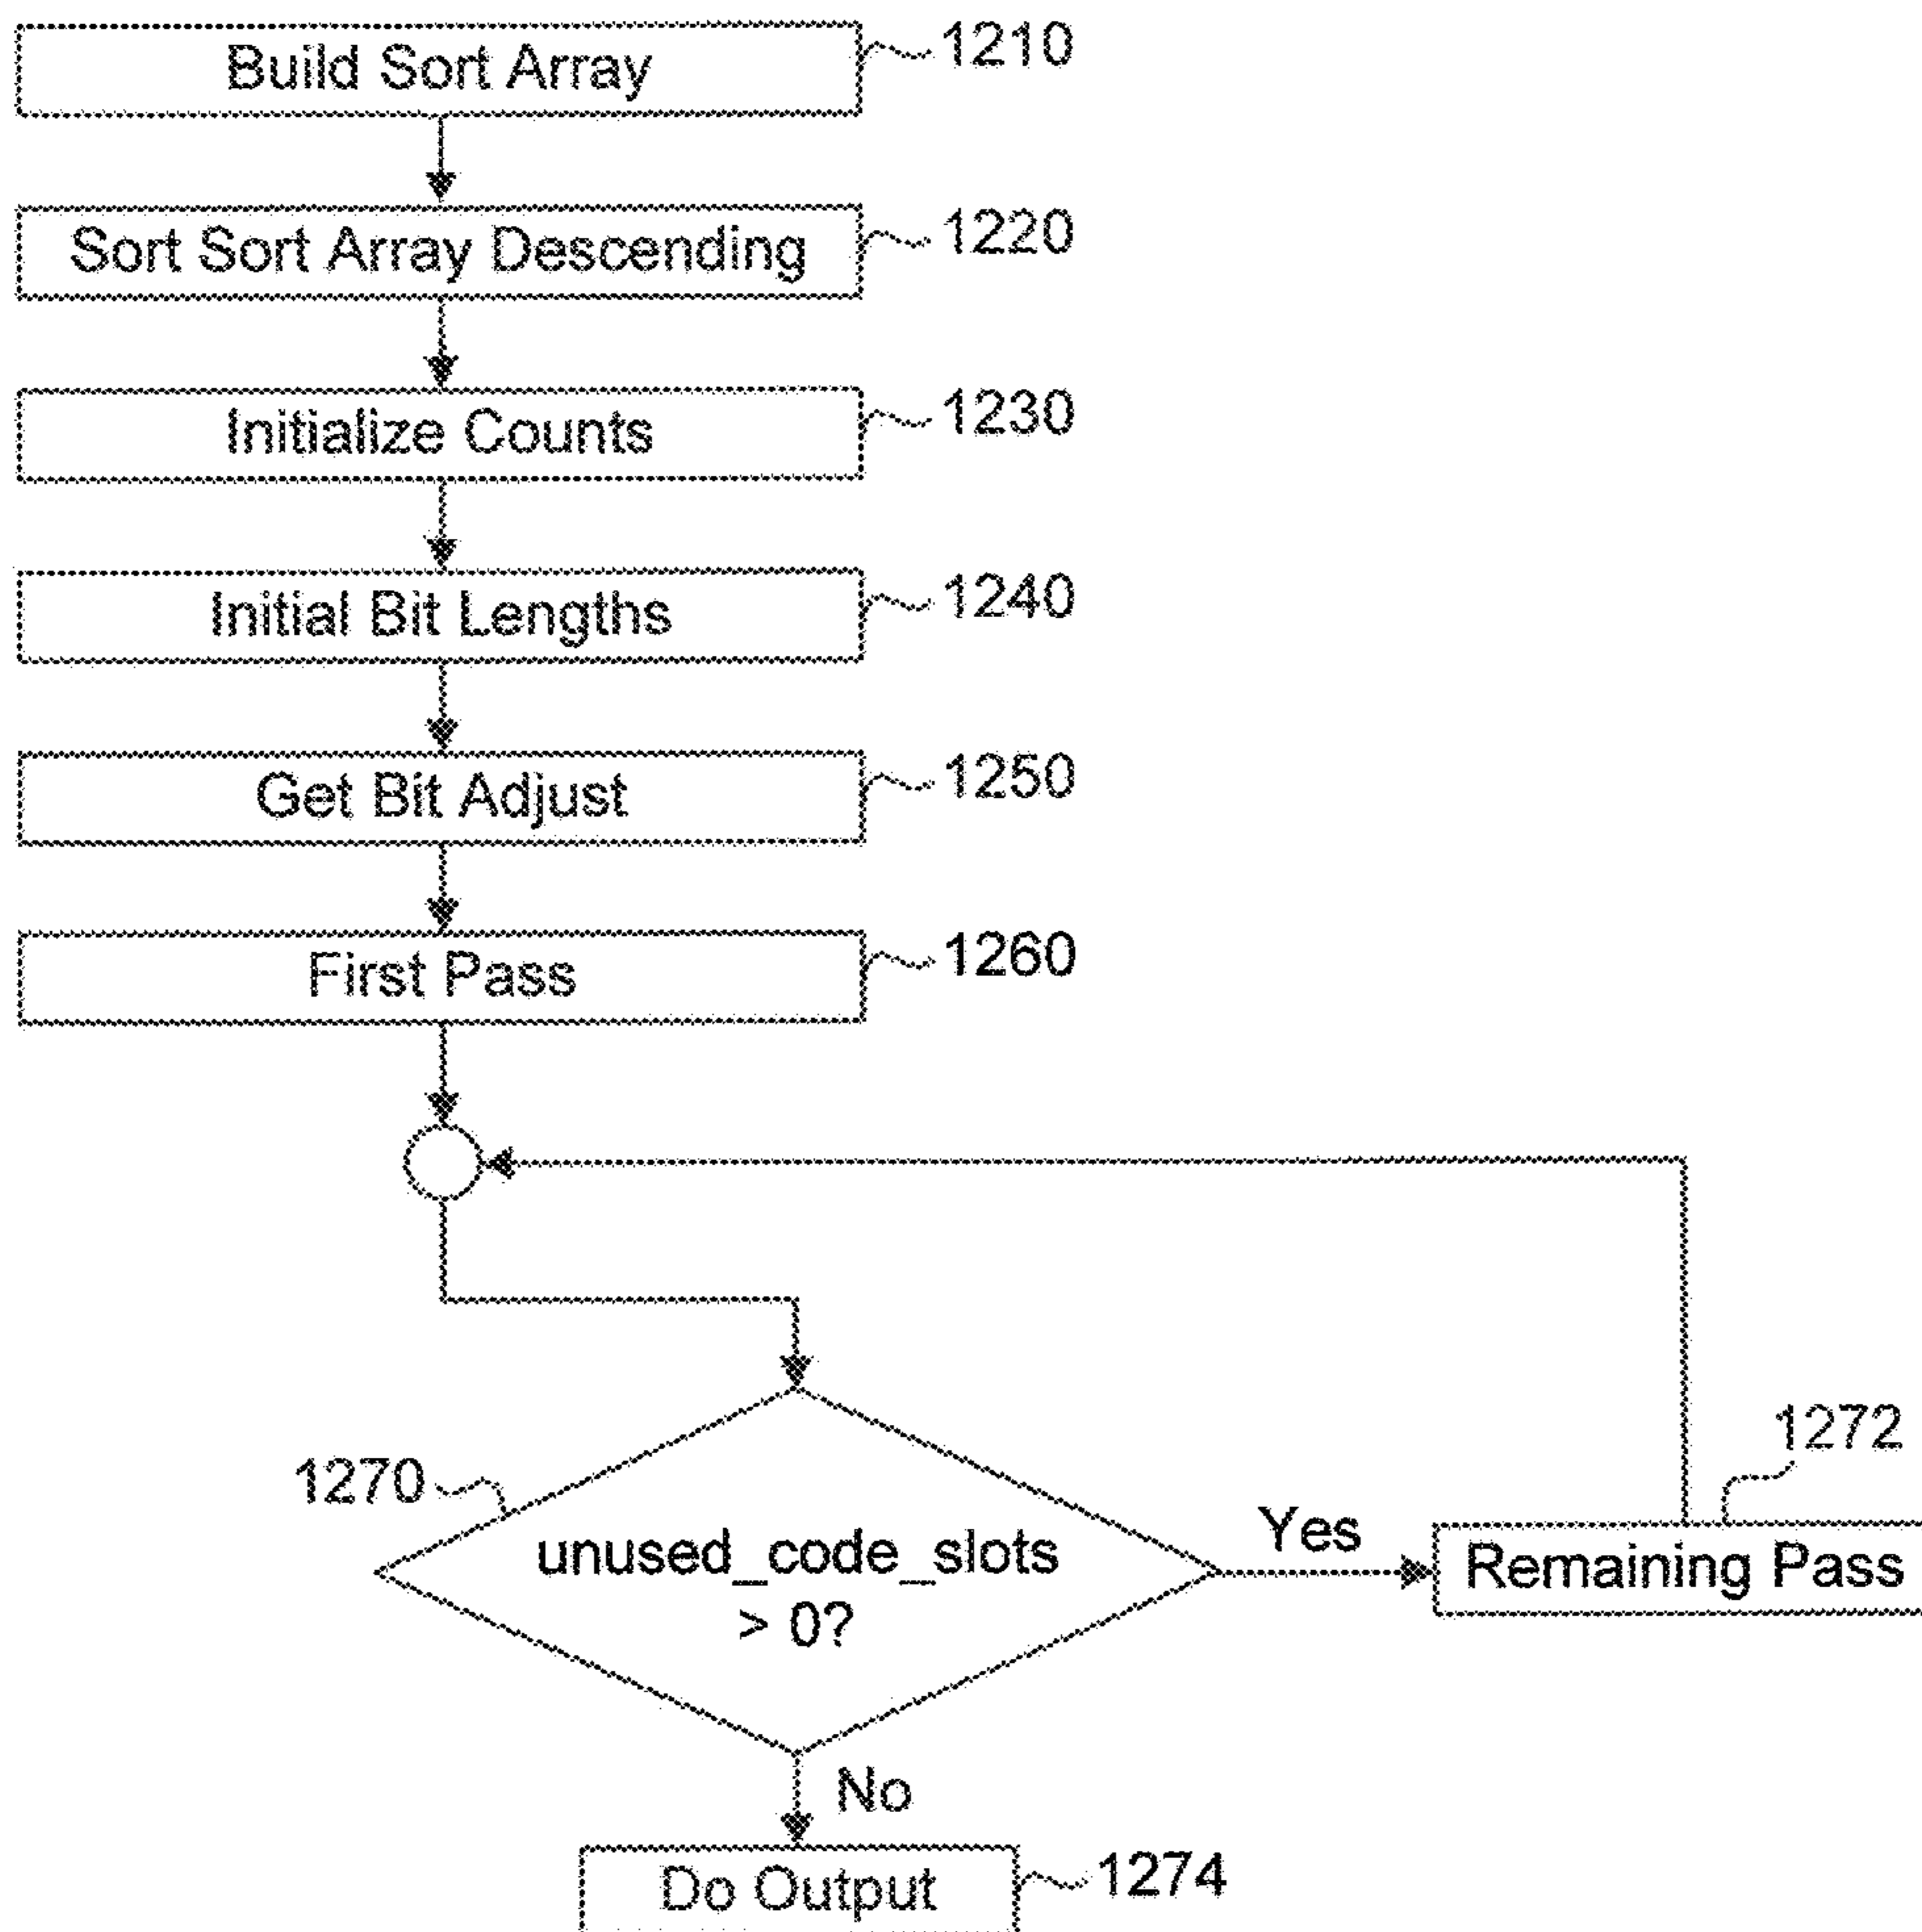 Build Sort Array 1210
Sort Sort Array Descending 1220
Initialize Counts 1230
Initial Bit Lengths 1240
Get Bit Adjust 1250
First Pass 1260
1270
unused_code_slots
> 0?
Yes
1272
Remaining Pass
No
Do Output 1274